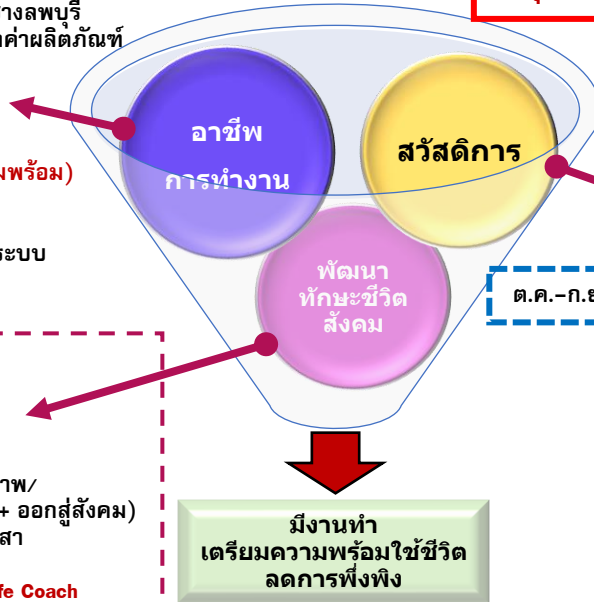 างลพบุรี
ค่าผลิตภัณฑ์
อาชีพ
การทำงาน
สวัสดิการ
มพร้อม)
ระบบ
พัฒนา
ทักษะชีวิต
สังคม
ต.ค.–ก.ย
าพ/
+ ออกสู่สังคม)
สา
fe Coach
มีงานทำ
เตรียมความพร้อมใช้ชีวิต
ลดการพึ่งพิง